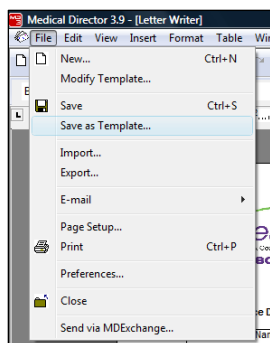 Medical Director 3.9 - [Letter Writer]
File Edit View Insert Format Table
New... Ctrl+N
Modify Template...
Save Ctrl+S
Save as Template...
Import...
Export...
E-mail
Page Setup...
Print Ctrl+P
Preferences...
Close
Send via MDExchange...